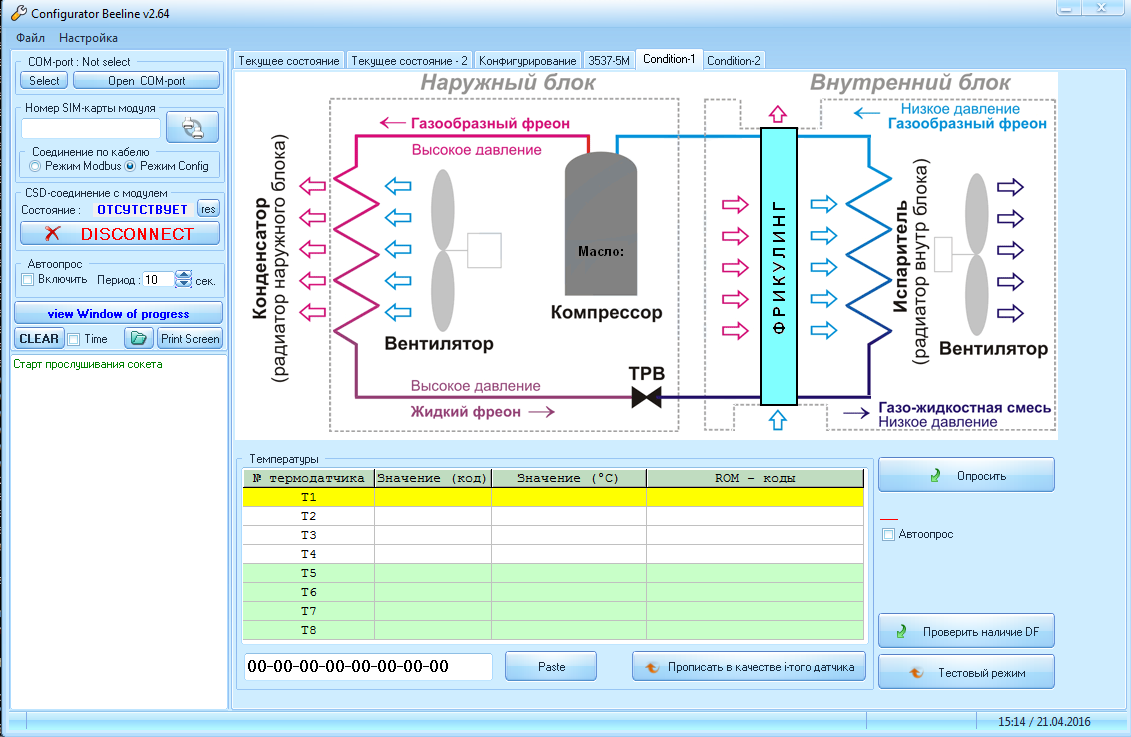 Configurator Beeline v2.64
Файл Настройка
COM-port : Not select
Select Open COM-port
Номер SIM-карты модуля
Соединение по кабелю
Режим Modbus Режим Config
CSD-соединение с модулем
Состояние : ОТСУТСТВУЕТ res
DISCONNECT
Автоопрос
Включить Период : 10 сек.
view Window of progress
CLEAR Time Print Screen
Старт прослушивания сокета
Текущее состояние Текущее состояние - 2 Конфигурирование 3537-5M Condition-1 Condition-2
Наружный блок
Внутренний блок
Газообразный фреон
Высокое давление
Низкое давление
Газообразный фреон
Конденсатор
(радиатор наружного блока)
Вентилятор
Масло:
Компрессор
ФРИКУЛИНГ
Испаритель
(радиатор внутр блока)
Вентилятор
ТРВ
Высокое давление
Жидкий фреон
Газо-жидкостная смесь
Низкое давление
Температуры
№ термодатчика Значение (код) Значение (°C) ROM - коды
T1
T2
T3
T4
T5
T6
T7
T8
00-00-00-00-00-00-00-00 Paste Прописать в качестве i-того датчика
Опросить
Автоопрос
Проверить наличие DF
Тестовый режим
15:14 / 21.04.2016